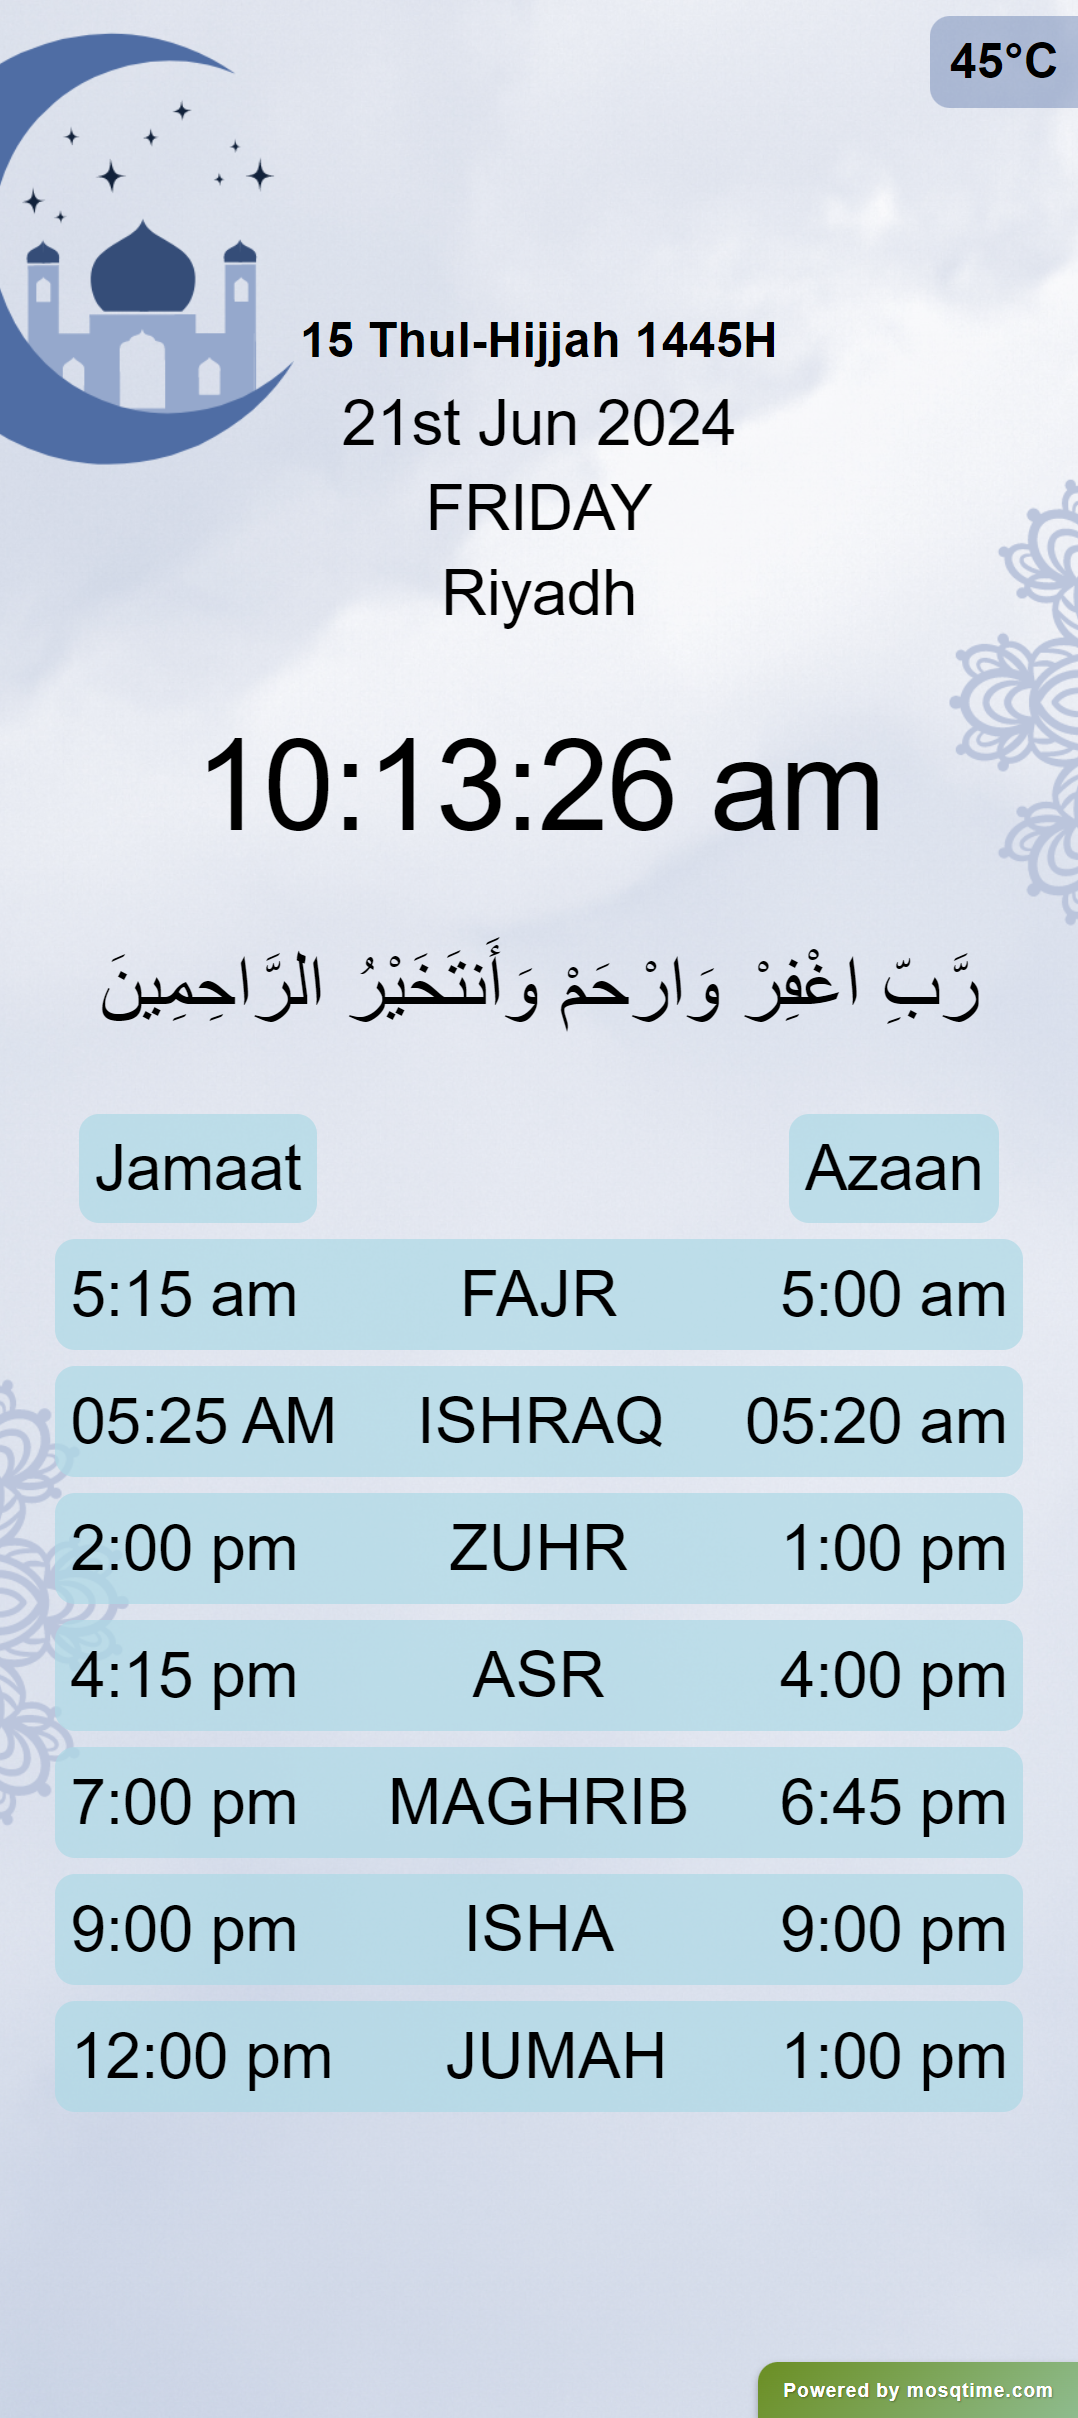 45°C
15 Thul-Hijjah 1445H
21st Jun 2024
FRIDAY
Riyadh
10:13:26 am
رَّبِّ اغْفِرْ وَارْحَمْ وَأَنتَخَيْرُ الْرَّاحِمِينَ
Jamaat Azaan
5:15 am FAJR 5:00 am
05:25 AM ISHRAQ 05:20 am
2:00 pm ZUHR 1:00 pm
4:15 pm ASR 4:00 pm
7:00 pm MAGHRIB 6:45 pm
9:00 pm ISHA 9:00 pm
12:00 pm JUMAH 1:00 pm
Powered by mosqtime.com